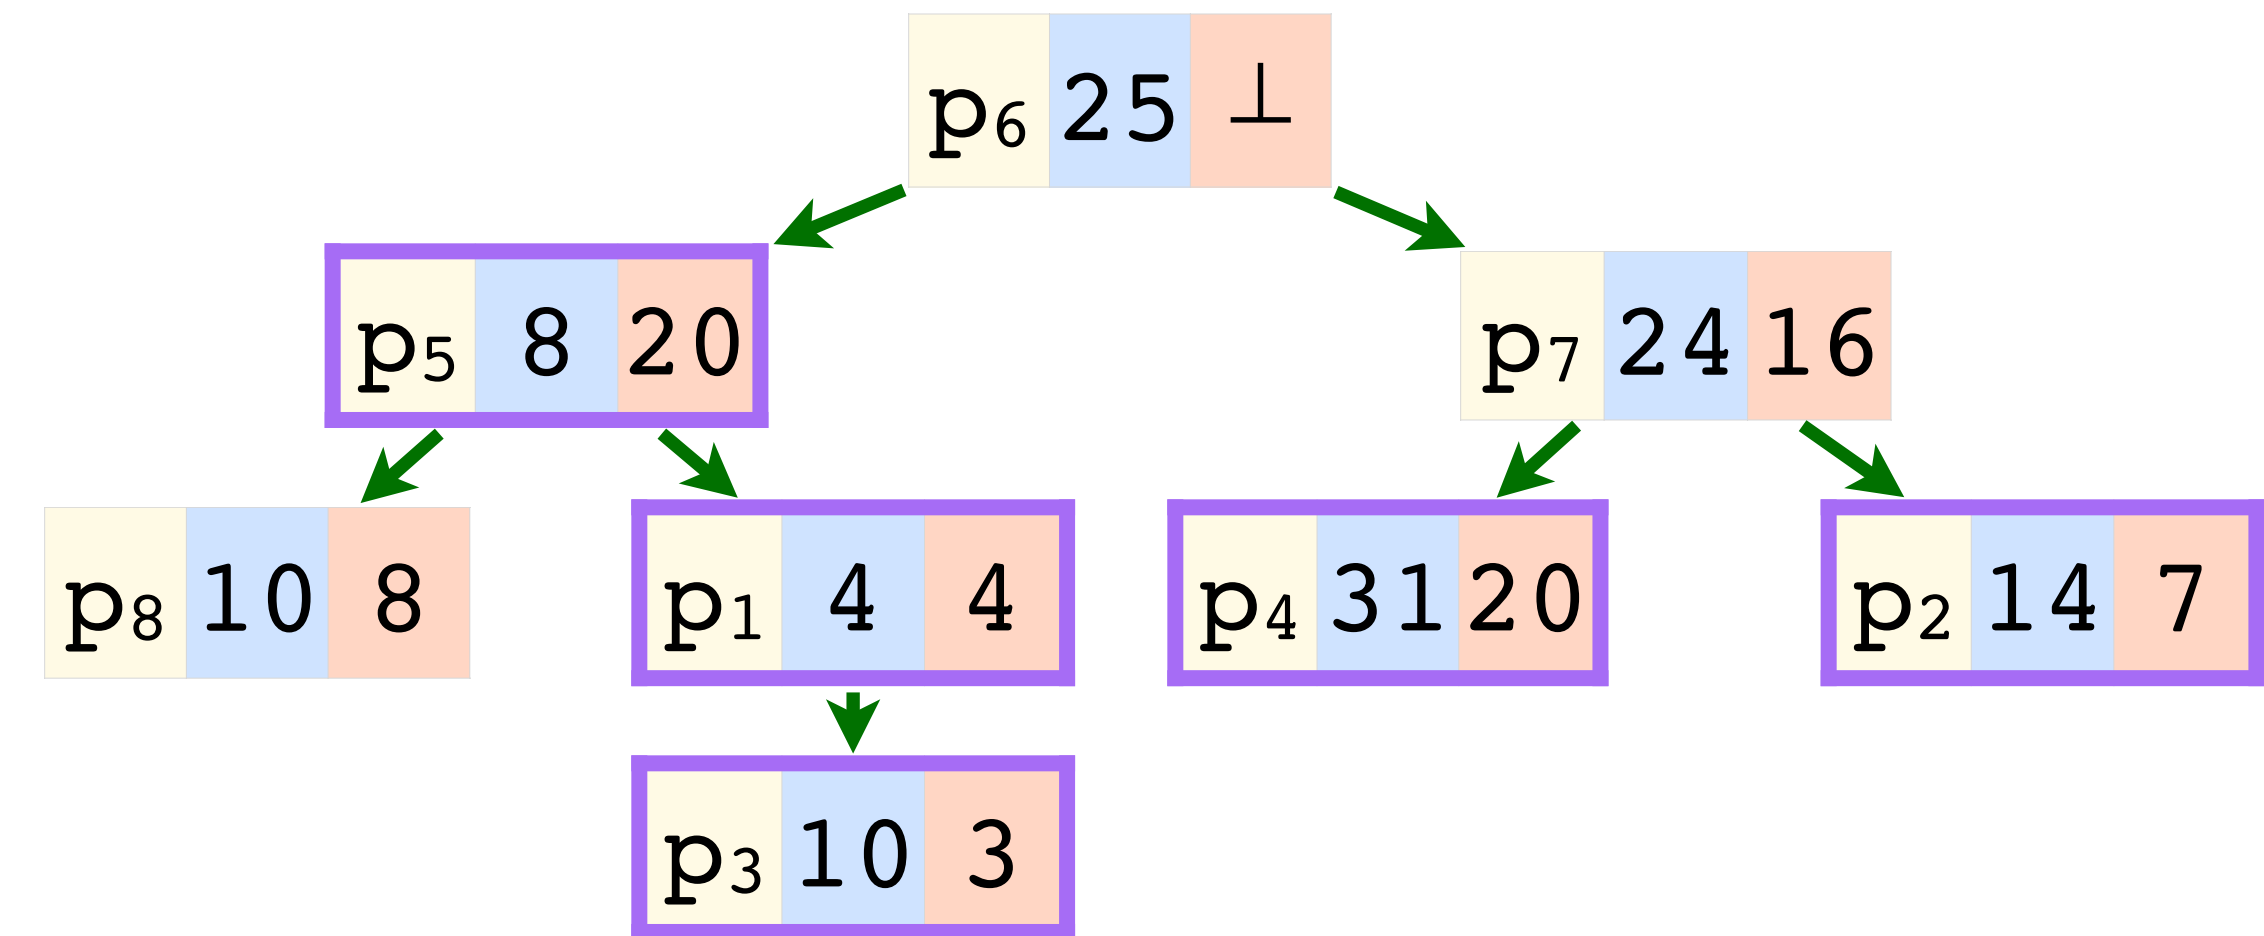 p₆ 25 ⊥
p₅ 8 20
p₇ 24 16
p₈ 10 8
p₁ 4 4
p₄ 31 20
p₂ 14 7
p₃ 10 3